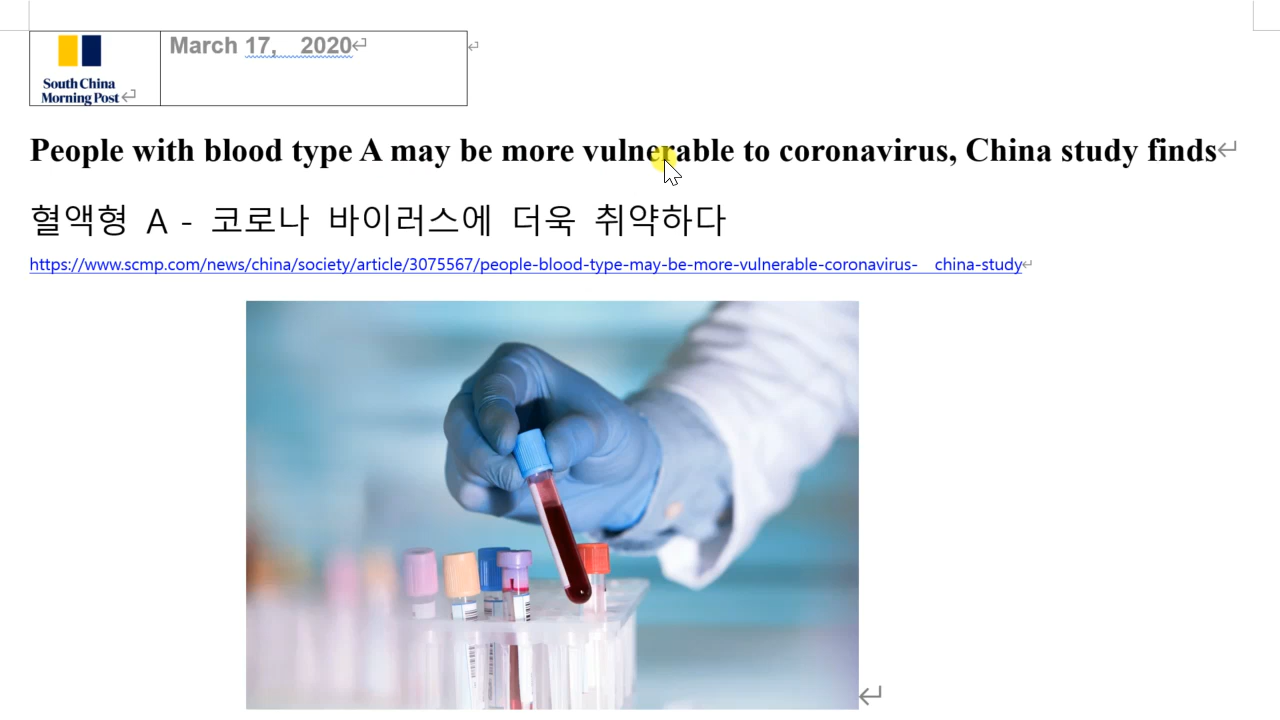 South China
Morning Post
March 17, 2020
People with blood type A may be more vulnerable to coronavirus, China study finds
혈액형 A - 코로나 바이러스에 더욱 취약하다
https://www.scmp.com/news/china/society/article/3075567/people-blood-type-may-be-more-vulnerable-coronavirus- china-study